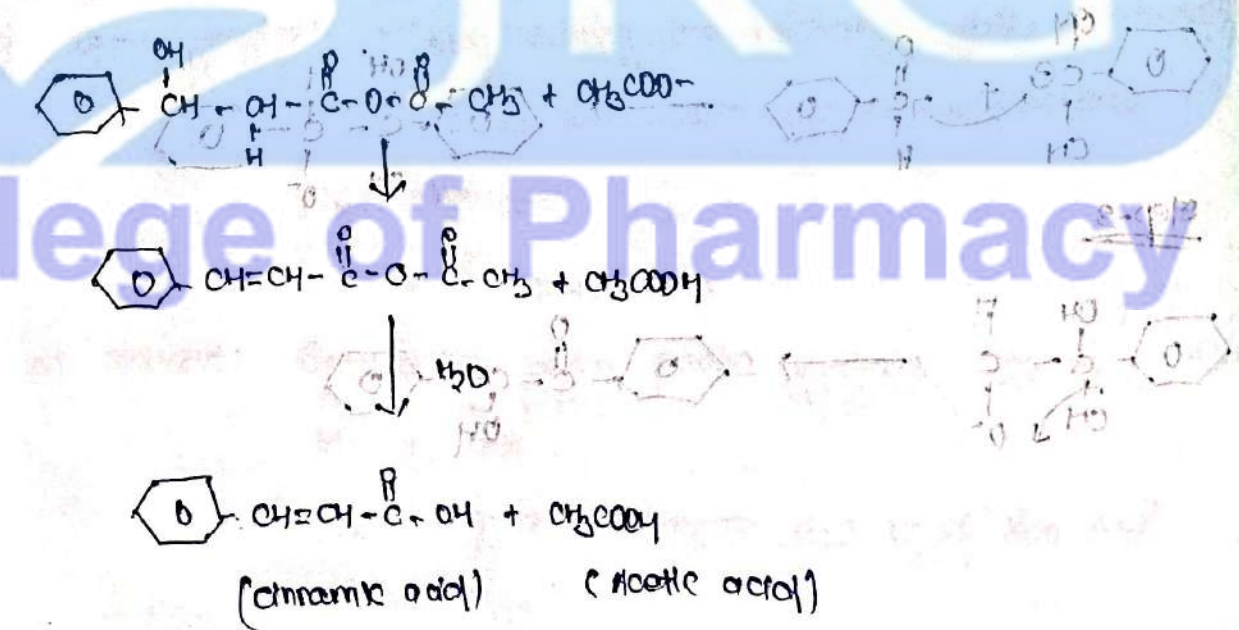 OH
O O
CH - CH - C - O - C - CH₃ + CH₃COO⁻
H
lege of Pharmacy
O O
CH=CH - C - O - C - CH₃ + CH₃COOH
H₂O
O
CH=CH - C - OH + CH₃COOH
(cinnamic acid) (Acetic acid)